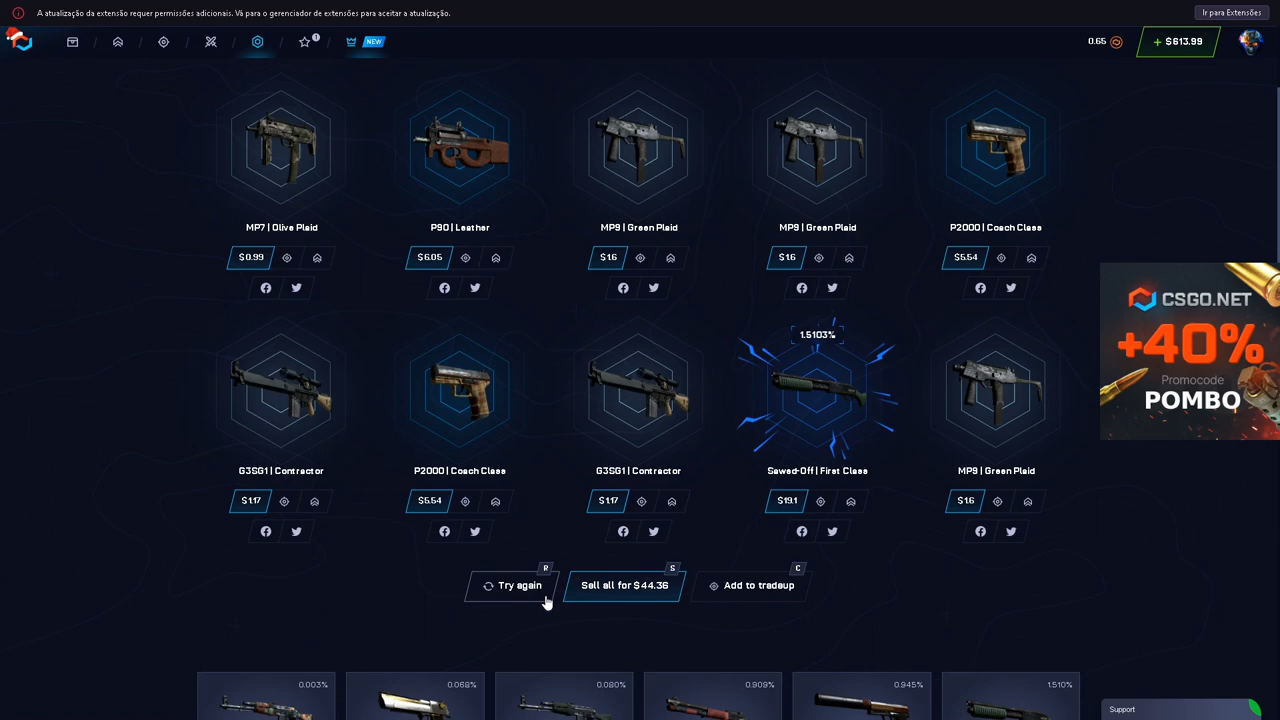 A atualização da extensão requer permissões adicionais. Vá para o gerenciador de extensões para aceitar a atualização.
Ir para Extensões
1
NEW
0.65
+ $613.99
MP7 | Olive Plaid
P90 | Leather
MP9 | Green Plaid
MP9 | Green Plaid
P2000 | Coach Class
$0.99
$6.05
$1.6
$1.6
$5.54
1.5103%
CSGO.NET
+40%
Promocode
POMBO
G3SG1 | Contractor
P2000 | Coach Class
G3SG1 | Contractor
Sawed-Off | First Class
MP9 | Green Plaid
$1.17
$5.54
$1.17
$19.1
$1.6
R
Try again
S
Sell all for $44.36
C
Add to tradeup
0.003%
0.068%
0.080%
0.909%
0.945%
1.510%
Support